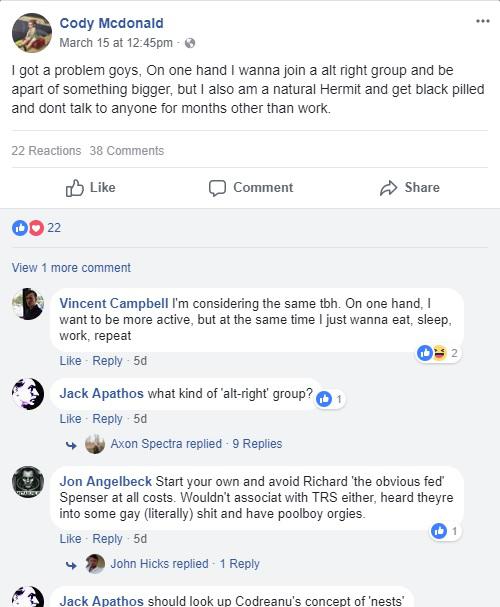 Cody Mcdonald
March 15 at 12:45pm ·
I got a problem goys, On one hand I wanna join a alt right group and be
apart of something bigger, but I also am a natural Hermit and get black pilled
and dont talk to anyone for months other than work.
22 Reactions 38 Comments
Like Comment Share
22
View 1 more comment
Vincent Campbell I'm considering the same tbh. On one hand, I
want to be more active, but at the same time I just wanna eat, sleep,
work, repeat
2
Like · Reply · 5d
Jack Apathos what kind of 'alt-right' group?
1
Like · Reply · 5d
Axon Spectra replied · 9 Replies
Jon Angelbeck Start your own and avoid Richard 'the obvious fed'
Spenser at all costs. Wouldn't associat with TRS either, heard theyre
into some gay (literally) shit and have poolboy orgies.
1
Like · Reply · 5d
John Hicks replied · 1 Reply
Jack Apathos should look up Codreanu's concept of 'nests'